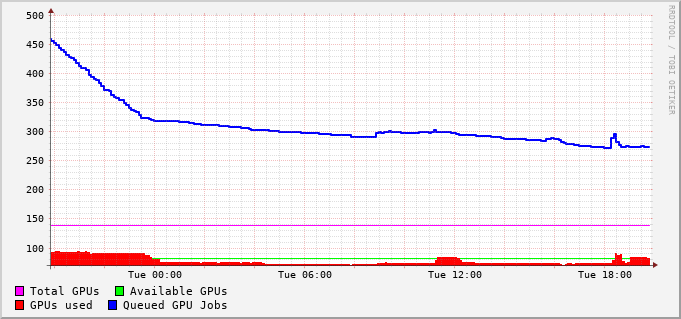 RRDTOOL / TOBI OETIKER
500
450
400
350
300
250
200
150
100
Tue 00:00 Tue 06:00 Tue 12:00 Tue 18:00
Total GPUs Available GPUs
GPUs used Queued GPU Jobs